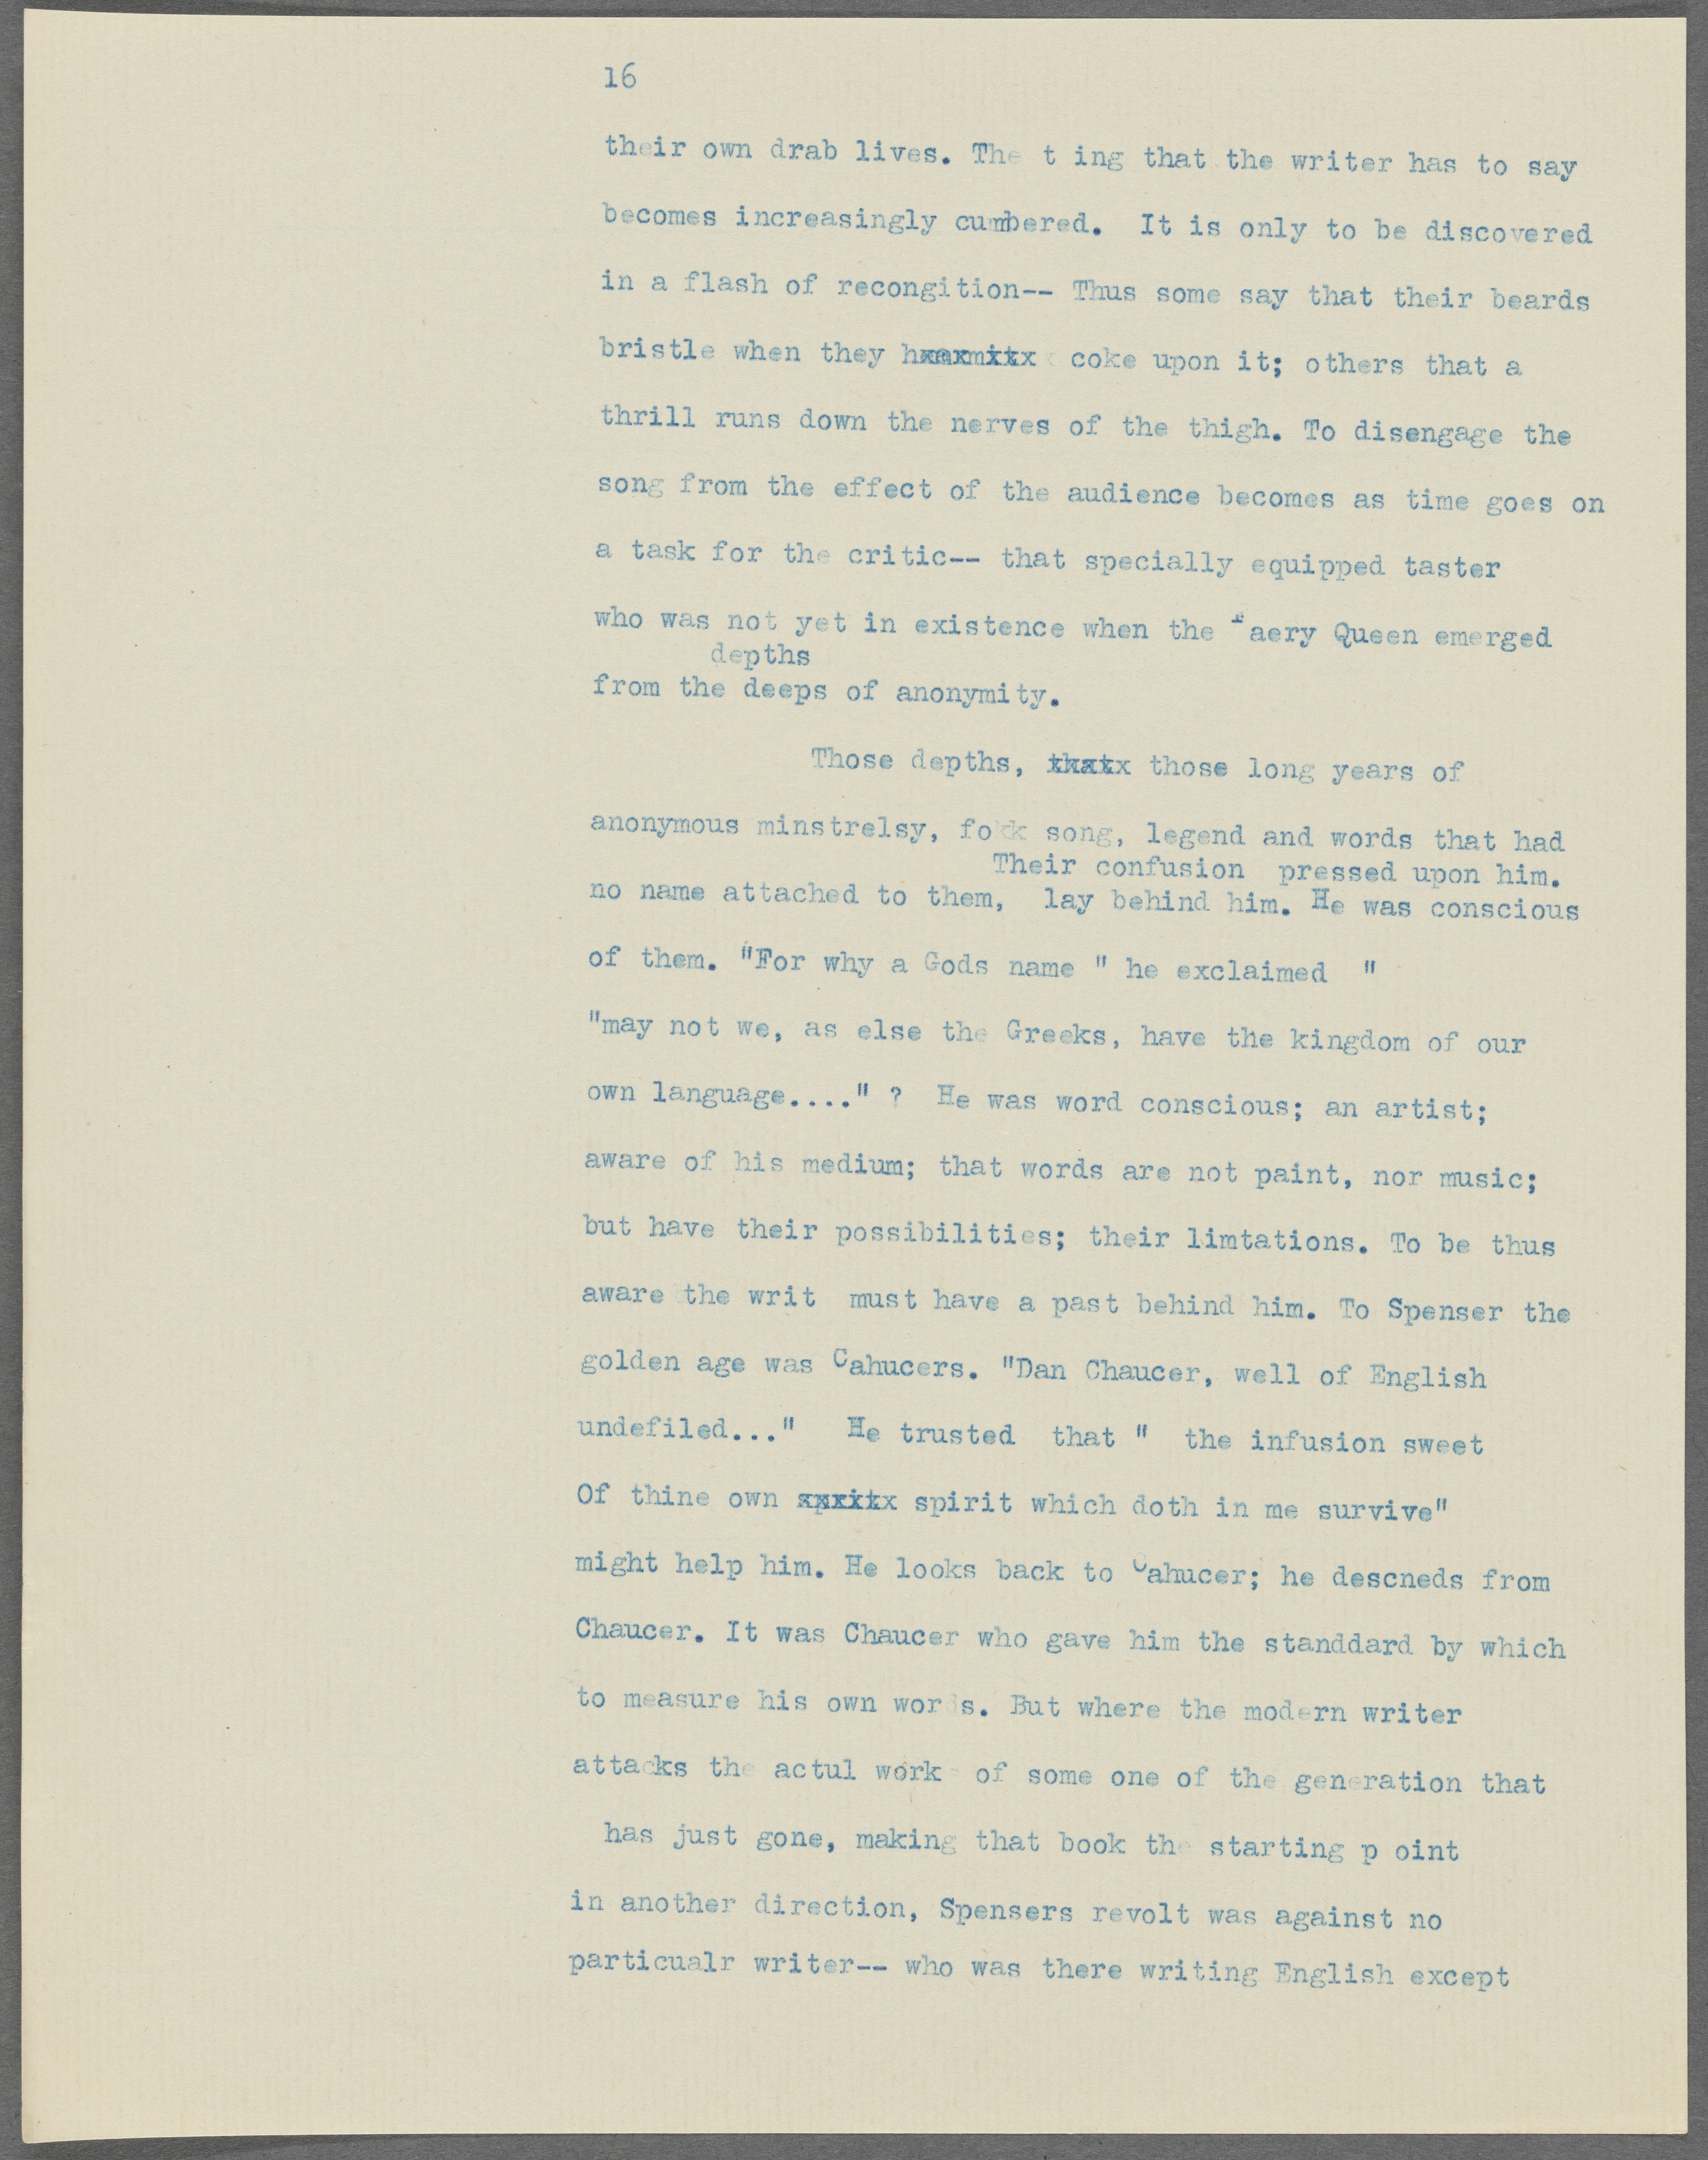 16
their own drab lives. The t ing that the writer has to say
becomes increasingly cumbered. It is only to be discovered
in a flash of recongition-- Thus some say that their beards
bristle when they coke upon it; others that a
thrill runs down the nerves of the thigh. To disengage the
song from the effect of the audience becomes as time goes on
a task for the critic-- that specially equipped taster
who was not yet in existence when the Faery Queen emerged
depths
from the deeps of anonymity.
Those depths, thatx those long years of
anonymous minstrelsy, fokk song, legend and words that had
Their confusion pressed upon him.
no name attached to them, lay behind him. He was conscious
of them. "For why a Gods name " he exclaimed "
"may not we, as else the Greeks, have the kingdom of our
own language...." ? He was word conscious; an artist;
aware of his medium; that words are not paint, nor music;
but have their possibilities; their limtations. To be thus
aware the writ must have a past behind him. To Spenser the
golden age was Cahucers. "Dan Chaucer, well of English
undefiled..." He trusted that " the infusion sweet
Of thine own spritx spirit which doth in me survive"
might help him. He looks back to Cahucer; he descneds from
Chaucer. It was Chaucer who gave him the standdard by which
to measure his own words. But where the modern writer
attacks the actul work of some one of the generation that
has just gone, making that book the starting p oint
in another direction, Spensers revolt was against no
particualr writer-- who was there writing English except